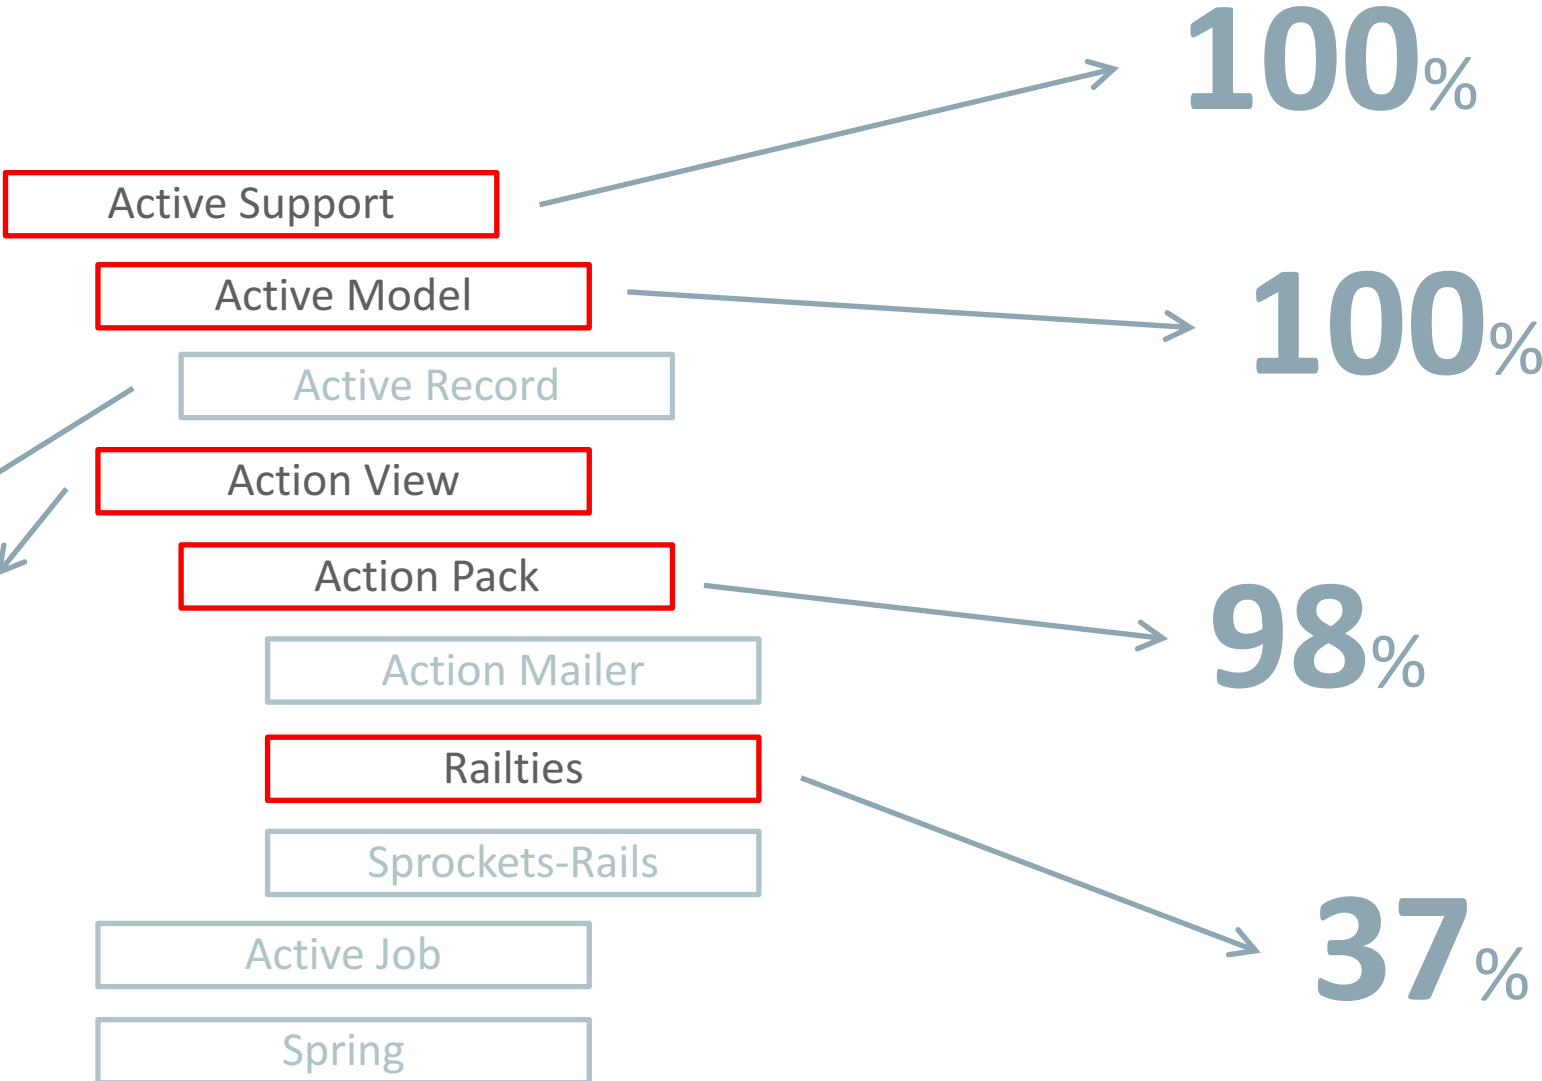 100%
Active Support
Active Model
100%
Active Record
Action View
Action Pack
98%
Action Mailer
Railties
Sprockets-Rails
37%
Active Job
Spring